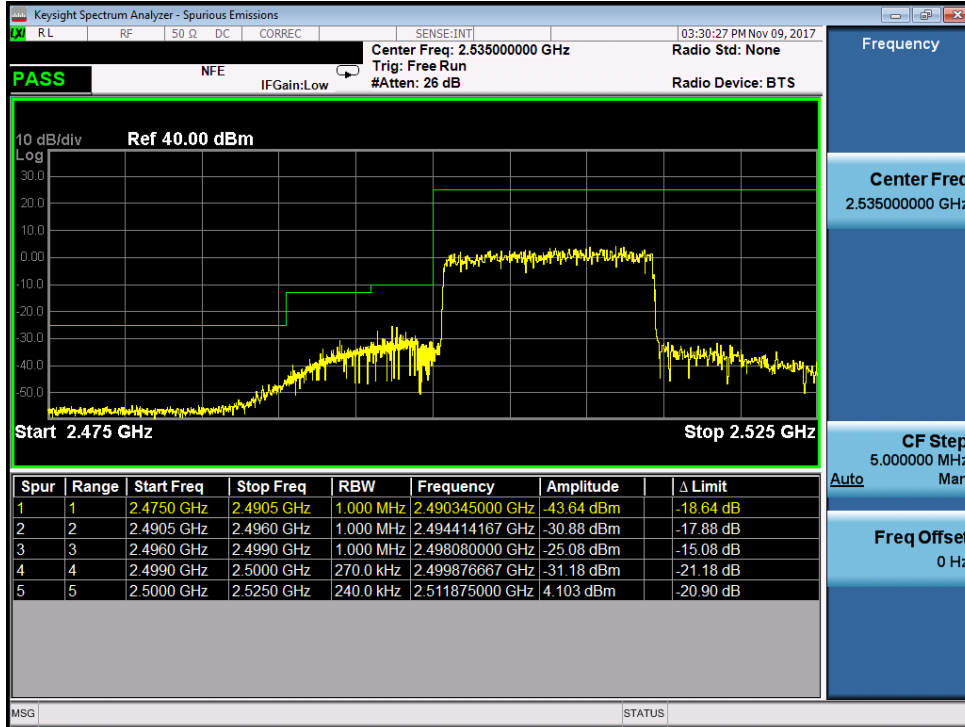 Keysight Spectrum Analyzer - Spurious Emissions
LXI RL RF 50 Ω DC CORREC SENSE:INT 03:30:27 PM Nov 09, 2017
Center Freq: 2.535000000 GHz Radio Std: None
NFE Trig: Free Run
PASS IFGain:Low #Atten: 26 dB Radio Device: BTS
10 dB/div Ref 40.00 dBm
Log
30.0
20.0
10.0
0.00
-10.0
-20.0
-30.0
-40.0
-50.0
Start 2.475 GHz Stop 2.525 GHz
Spur Range Start Freq Stop Freq RBW Frequency Amplitude Δ Limit
1 1 2.4750 GHz 2.4905 GHz 1.000 MHz 2.490345000 GHz -43.64 dBm -18.64 dB
2 2 2.4905 GHz 2.4960 GHz 1.000 MHz 2.494414167 GHz -30.88 dBm -17.88 dB
3 3 2.4960 GHz 2.4990 GHz 1.000 MHz 2.498080000 GHz -25.08 dBm -15.08 dB
4 4 2.4990 GHz 2.5000 GHz 270.0 kHz 2.499876667 GHz -31.18 dBm -21.18 dB
5 5 2.5000 GHz 2.5250 GHz 240.0 kHz 2.511875000 GHz 4.103 dBm -20.90 dB
MSG STATUS
Frequency
Center Freq
2.535000000 GHz
CF Step
5.000000 MHz
Auto Man
Freq Offset
0 Hz